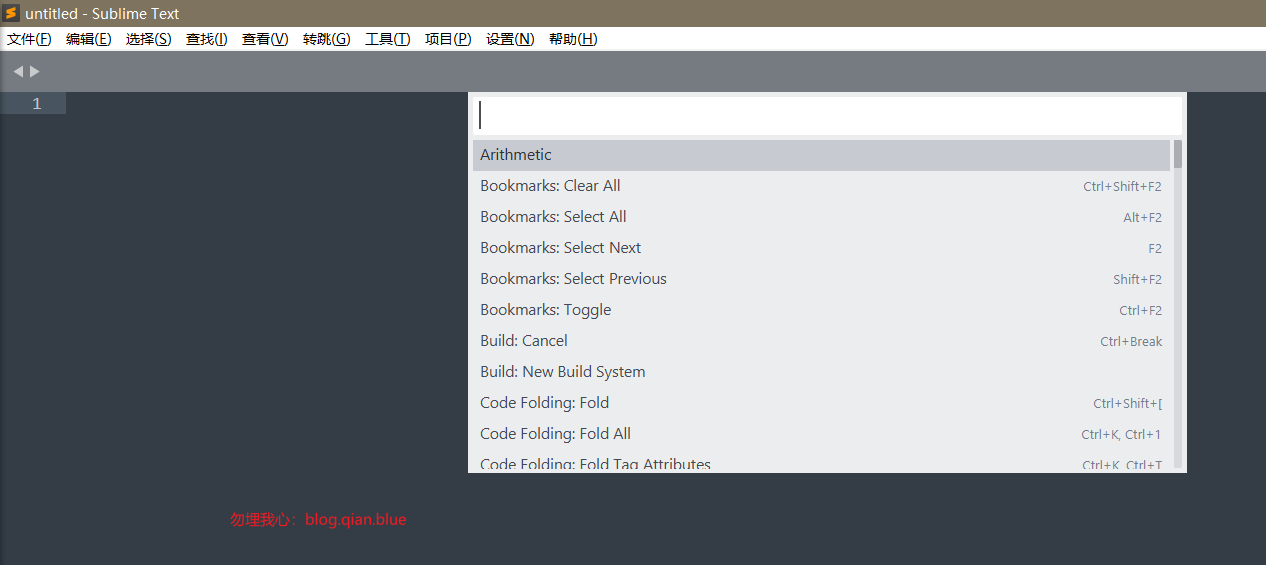 untitled - Sublime Text
文件(F) 编辑(E) 选择(S) 查找(I) 查看(V) 转跳(G) 工具(T) 项目(P) 设置(N) 帮助(H)
1
Arithmetic
Bookmarks: Clear All Ctrl+Shift+F2
Bookmarks: Select All Alt+F2
Bookmarks: Select Next F2
Bookmarks: Select Previous Shift+F2
Bookmarks: Toggle Ctrl+F2
Build: Cancel Ctrl+Break
Build: New Build System
Code Folding: Fold Ctrl+Shift+[
Code Folding: Fold All Ctrl+K, Ctrl+1
Code Folding: Fold Tag Attributes Ctrl+K, Ctrl+T
勿埋我心：blog.qian.blue